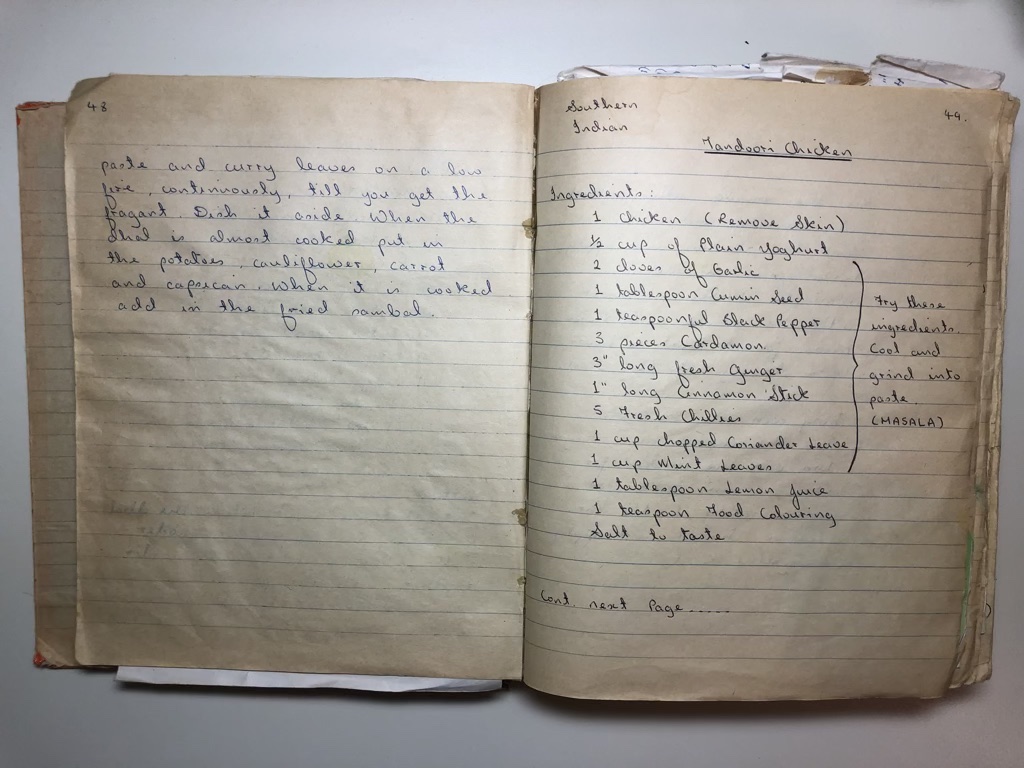 48
paste and curry leaves on a low
fire, continuously, till you get the
fragant. Dish it aside. When the
dhal is almost cooked put in
the potatoes, cauliflower, carrot
and capsican. When it is cooked
add in the fried sambal.
Southern
Indian
49.
Tandoori Chicken
Ingredients:
1 chicken (Remove Skin)
1/2 cup of Plain Yoghurt
2 cloves of Garlic
1 tablespoon Cumin Seed
1 teaspoonful Black Pepper
3 pieces Cardamon
3" long fresh Ginger
1" long Cinnamon Stick
5 Fresh Chillies
1 cup chopped Coriander Leave
1 cup Mint Leaves
Fry these
ingredients.
Cool and
grind into
paste.
(MASALA)
1 tablespoon Lemon Juice
1 teaspoon Food Colouring
Salt to taste
Cont. next Page......